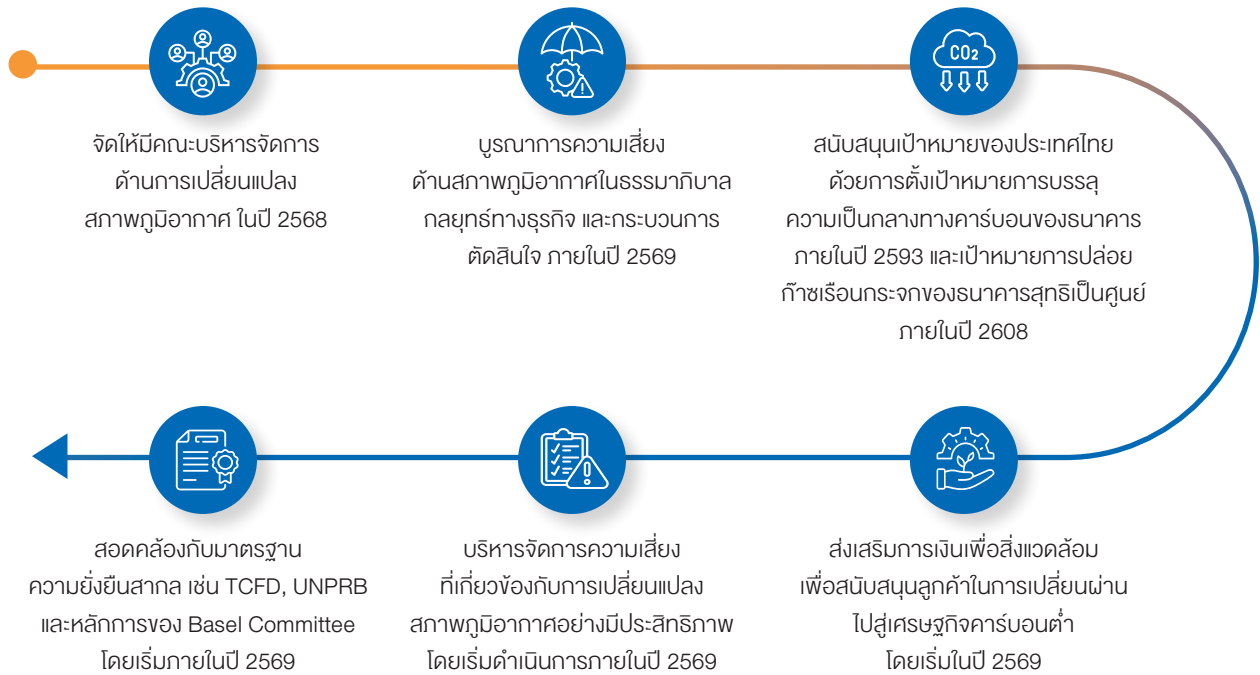 จัดให้มีคณะบริหารจัดการ
ด้านการเปลี่ยนแปลง
สภาพภูมิอากาศ ในปี 2568
บูรณาการความเสี่ยง
ด้านสภาพภูมิอากาศในธรรมาภิบาล
กลยุทธ์ทางธุรกิจ และกระบวนการ
ตัดสินใจ ภายในปี 2569
CO2
สนับสนุนเป้าหมายของประเทศไทย
ด้วยการตั้งเป้าหมายการบรรลุ
ความเป็นกลางทางคาร์บอนของธนาคาร
ภายในปี 2593 และเป้าหมายการปล่อย
ก๊าซเรือนกระจกของธนาคารสุทธิเป็นศูนย์
ภายในปี 2608
ส่งเสริมการเงินเพื่อสิ่งแวดล้อม
เพื่อสนับสนุนลูกค้าในการเปลี่ยนผ่าน
ไปสู่เศรษฐกิจคาร์บอนต่ำ
โดยเริ่มในปี 2569
บริหารจัดการความเสี่ยง
ที่เกี่ยวข้องกับการเปลี่ยนแปลง
สภาพภูมิอากาศอย่างมีประสิทธิภาพ
โดยเริ่มดำเนินการภายในปี 2569
สอดคล้องกับมาตรฐาน
ความยั่งยืนสากล เช่น TCFD, UNPRB
และหลักการของ Basel Committee
โดยเริ่มภายในปี 2569